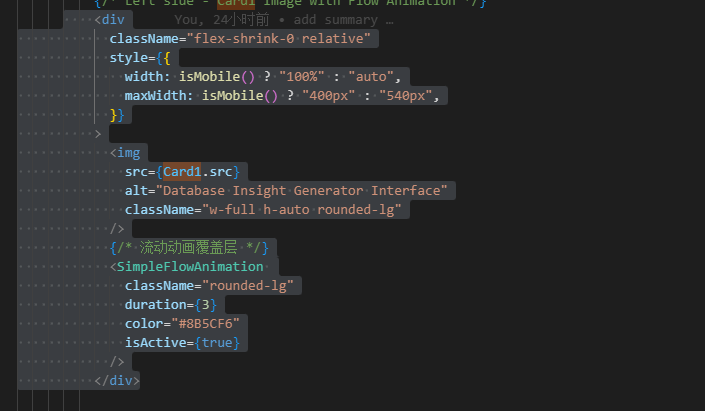 {/* Left side - Card1 image with Flow Animation */}
<div You, 24小时前 • add summary …
className="flex-shrink-0 relative"
style={{
width: isMobile() ? "100%" : "auto",
maxWidth: isMobile() ? "400px" : "540px",
}}
>
<img
src={Card1.src}
alt="Database Insight Generator Interface"
className="w-full h-auto rounded-lg"
/>
{/* 流动动画覆盖层 */}
<SimpleFlowAnimation
className="rounded-lg"
duration={3}
color="#8B5CF6"
isActive={true}
/>
</div>